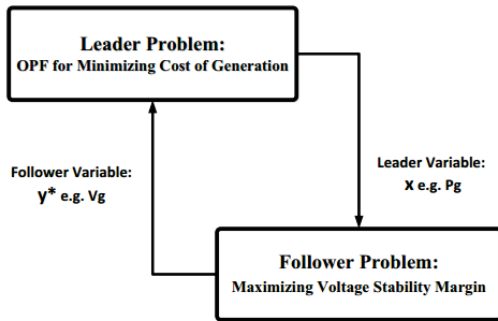 Leader Problem:
OPF for Minimizing Cost of Generation
Follower Variable:
y* e.g. Vg
Leader Variable:
x e.g. Pg
Follower Problem:
Maximizing Voltage Stability Margin